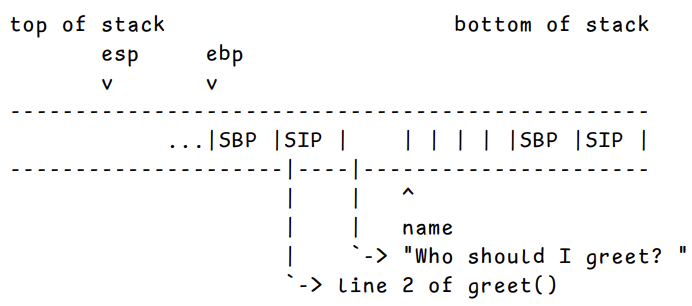 top of stack                      bottom of stack
       esp     ebp
       v       v
-------------------------------------------------
            ...|SBP |SIP |    | | | | |SBP |SIP |
---------------------|----|----------------------
                     |    |   ^
                     |    |   name
                     |    `-> "Who should I greet? "
                     `-> line 2 of greet()